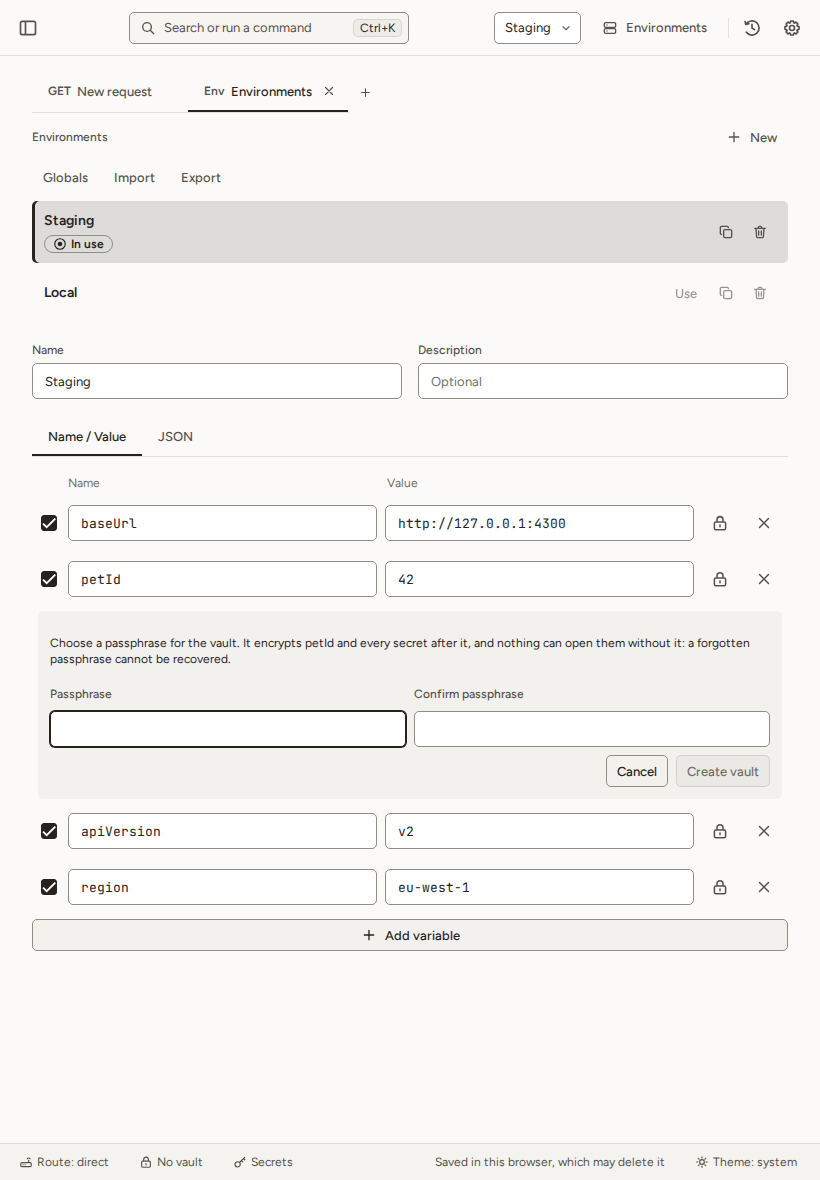 Search or run a command Ctrl+K Staging Environments
GET New request Env Environments
Environments New
Globals Import Export
Staging
In use
Local Use
Name Description
Staging Optional
Name / Value JSON
Name Value
baseUrl http://127.0.0.1:4300
petId 42
Choose a passphrase for the vault. It encrypts petId and every secret after it, and nothing can open them without it: a forgotten
passphrase cannot be recovered.
Passphrase Confirm passphrase
Cancel Create vault
apiVersion v2
region eu-west-1
Add variable
Route: direct No vault Secrets Saved in this browser, which may delete it Theme: system